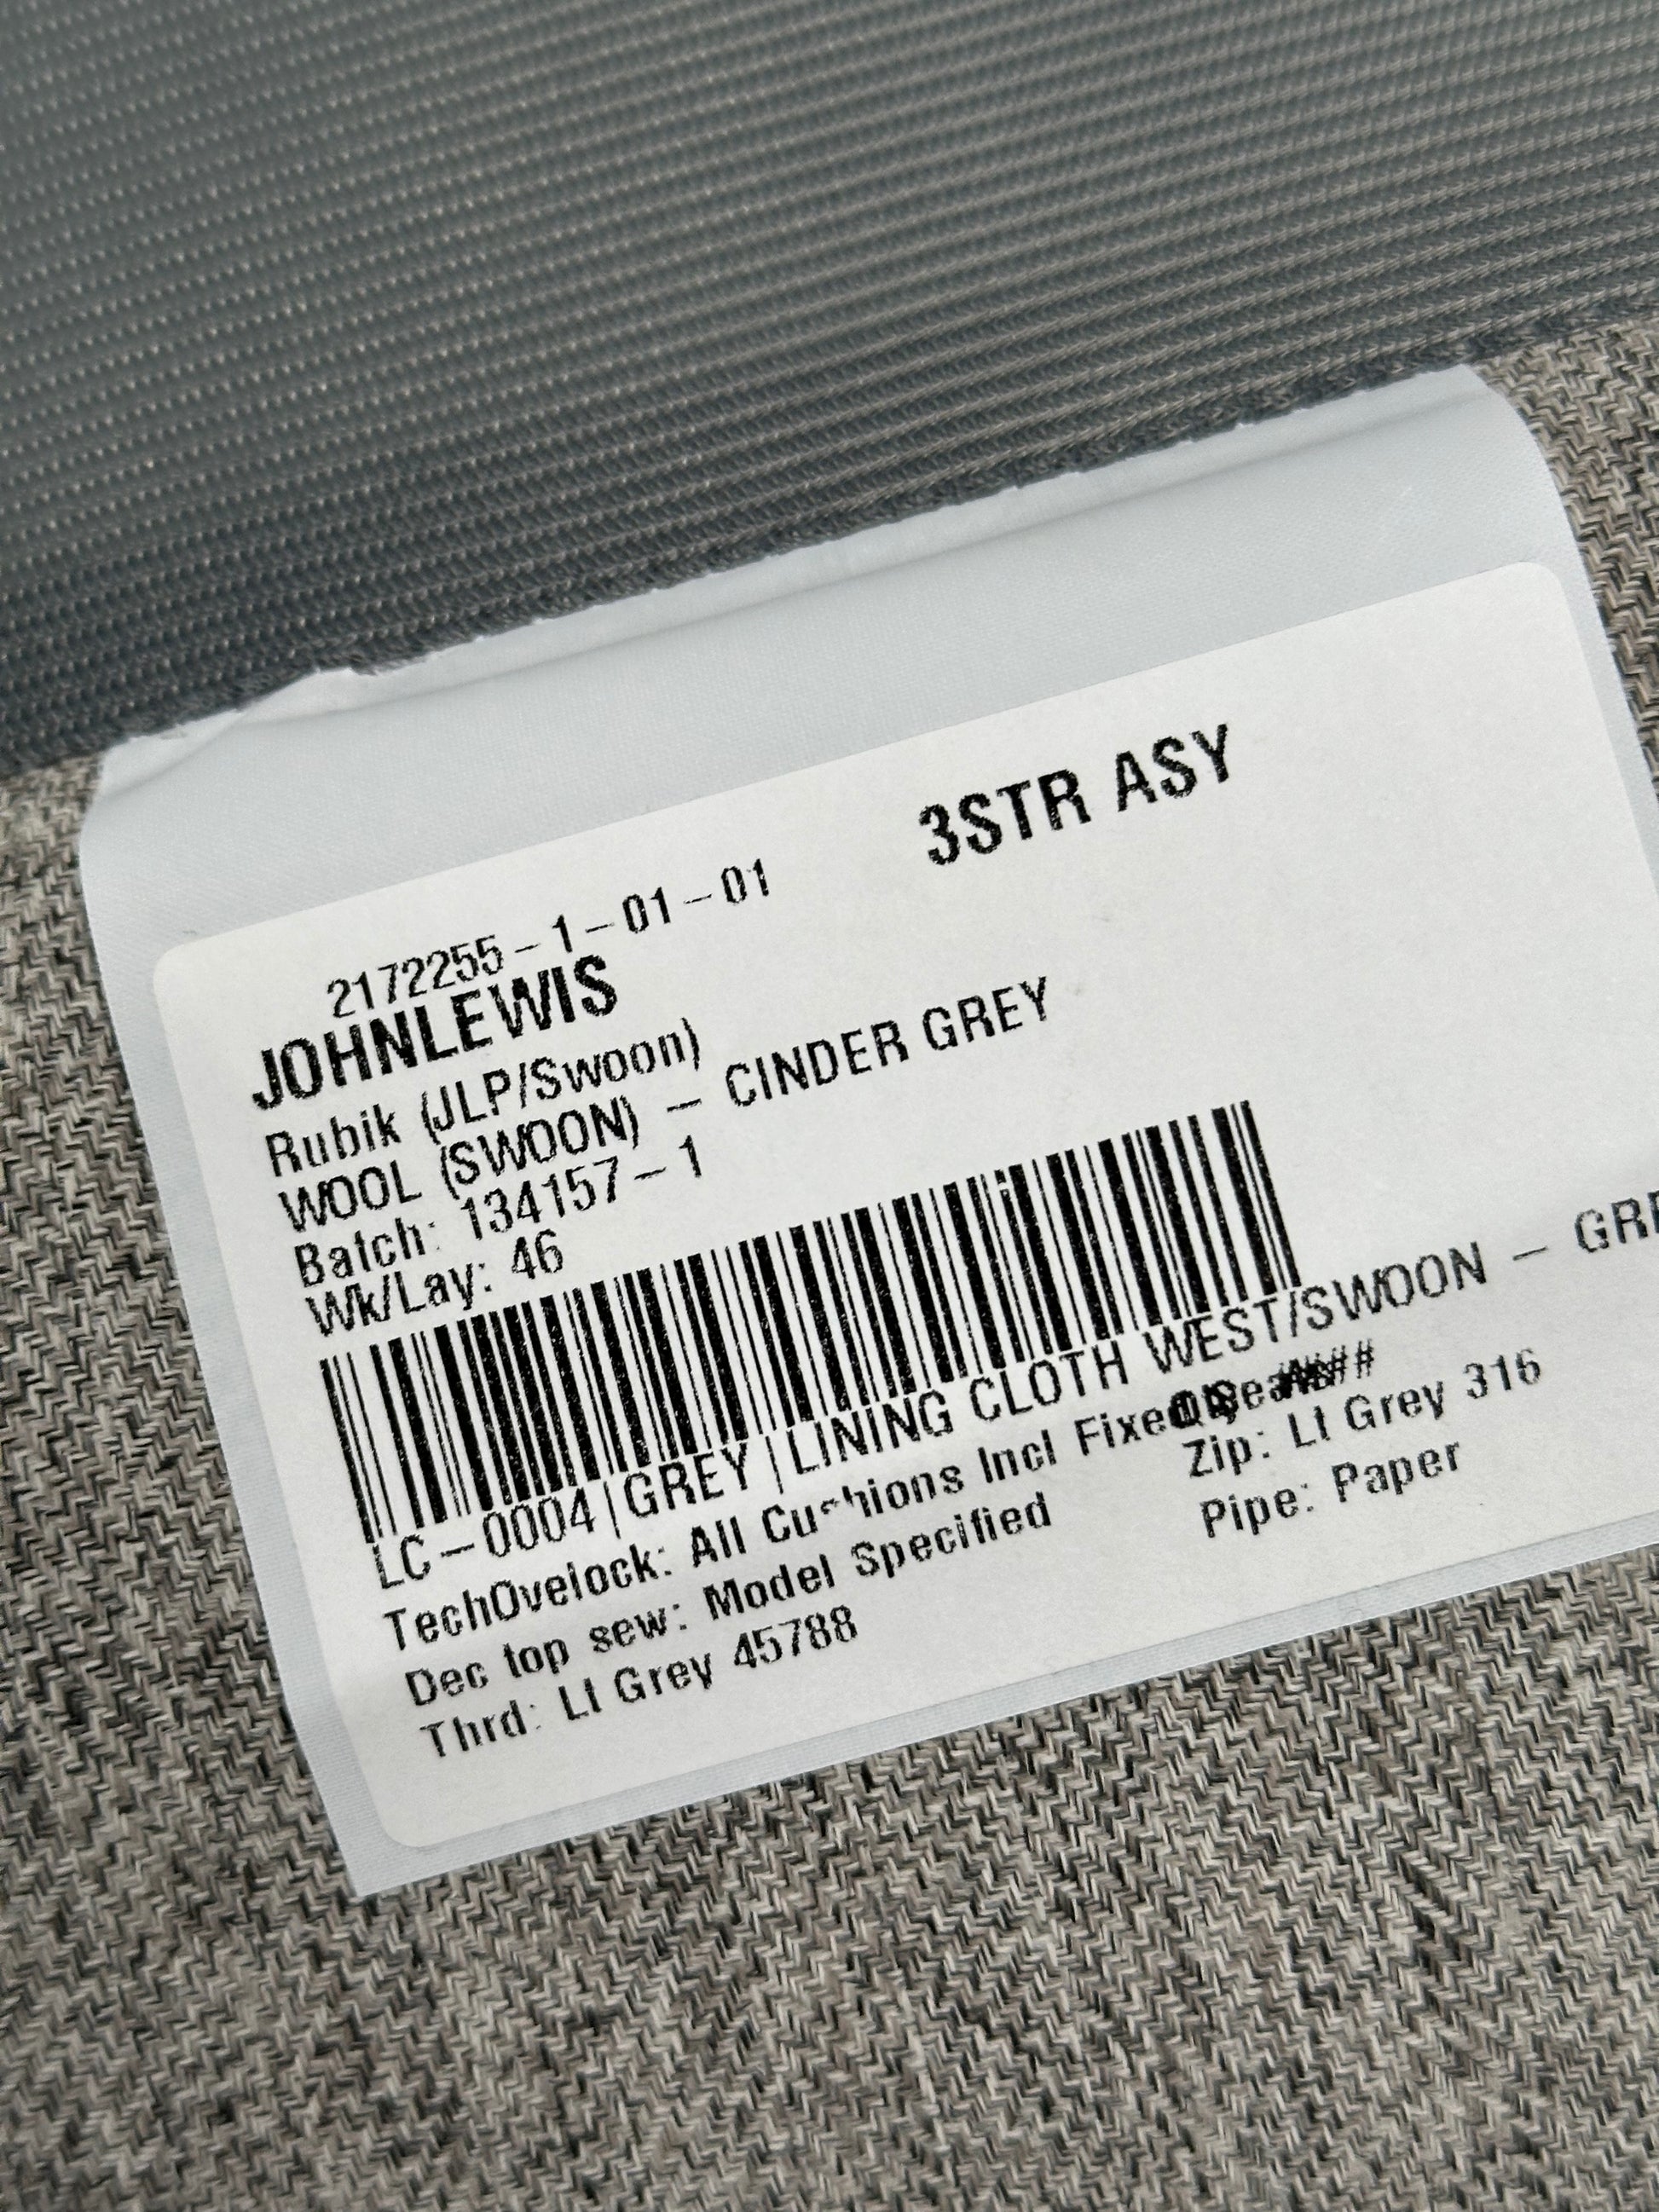 3STR ASY
2172255-1-01-01
JOHNLEWIS
Rubik (JLP/Swoon)
WOOL (SWOON) - CINDER GREY
Batch: 134157-1
Wk/Lay: 46
LC-0004|GREY|LINING CLOTH WEST/SWOON -
TechOvelock: All Cushions Incl Fixed
Dec top sew: Model Specified
Zip: Lt Grey 316
Thrd: Lt Grey 45788
Pipe: Paper